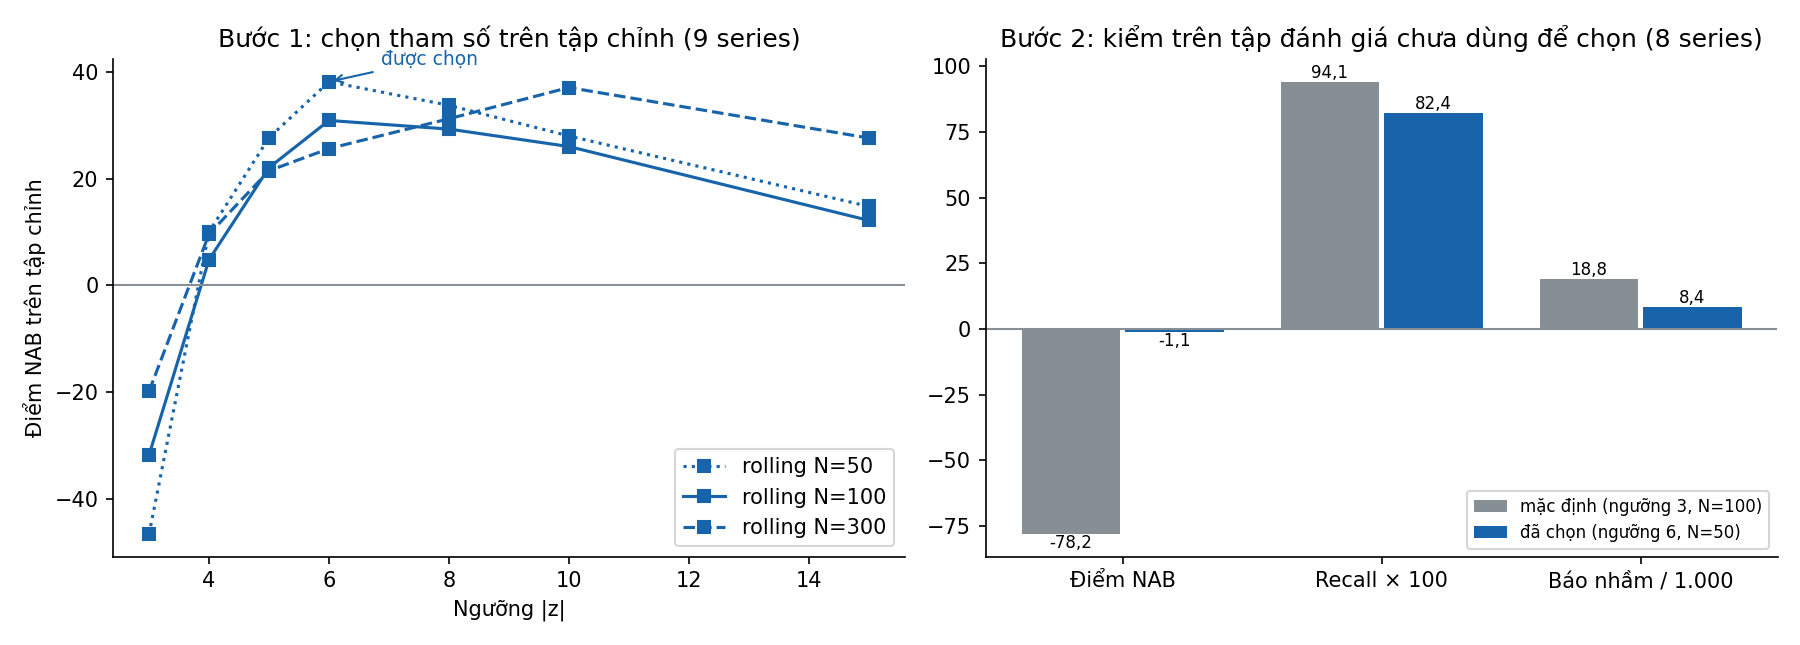 Bước 1: chọn tham số trên tập chỉnh (9 series)
được chọn
Điểm NAB trên tập chỉnh
40
20
0
−20
−40
4
6
8
10
12
14
Ngưỡng |z|
rolling N=50
rolling N=100
rolling N=300
Bước 2: kiểm trên tập đánh giá chưa dùng để chọn (8 series)
100
75
50
25
0
−25
−50
−75
-78,2
-1,1
94,1
82,4
18,8
8,4
Điểm NAB
Recall × 100
Báo nhầm / 1.000
mặc định (ngưỡng 3, N=100)
đã chọn (ngưỡng 6, N=50)